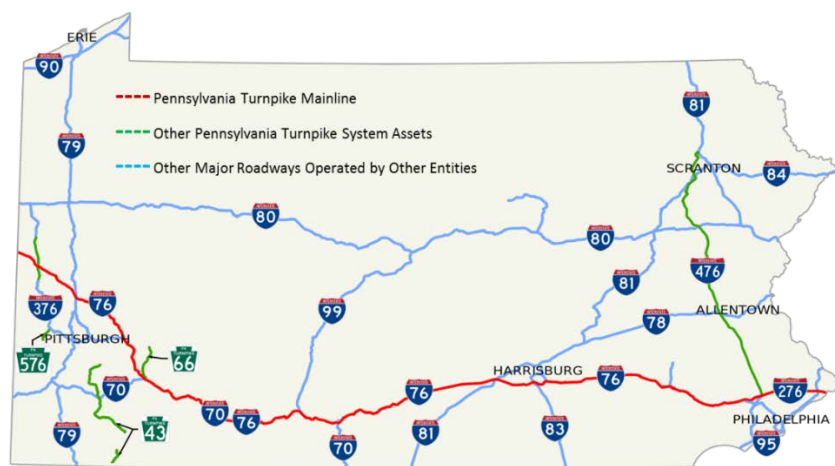 ERIE
90
Pennsylvania Turnpike Mainline
81
Other Pennsylvania Turnpike System Assets
79
SCRANTON
84
Other Major Roadways Operated by Other Entities
80
80
476
81
76
376
99
ALLENTOWN
78
PITTSBURGH
576
66
HARRISBURG
76
76
276
70
70
76
PHILADELPHIA
43
79
70
81
83
95